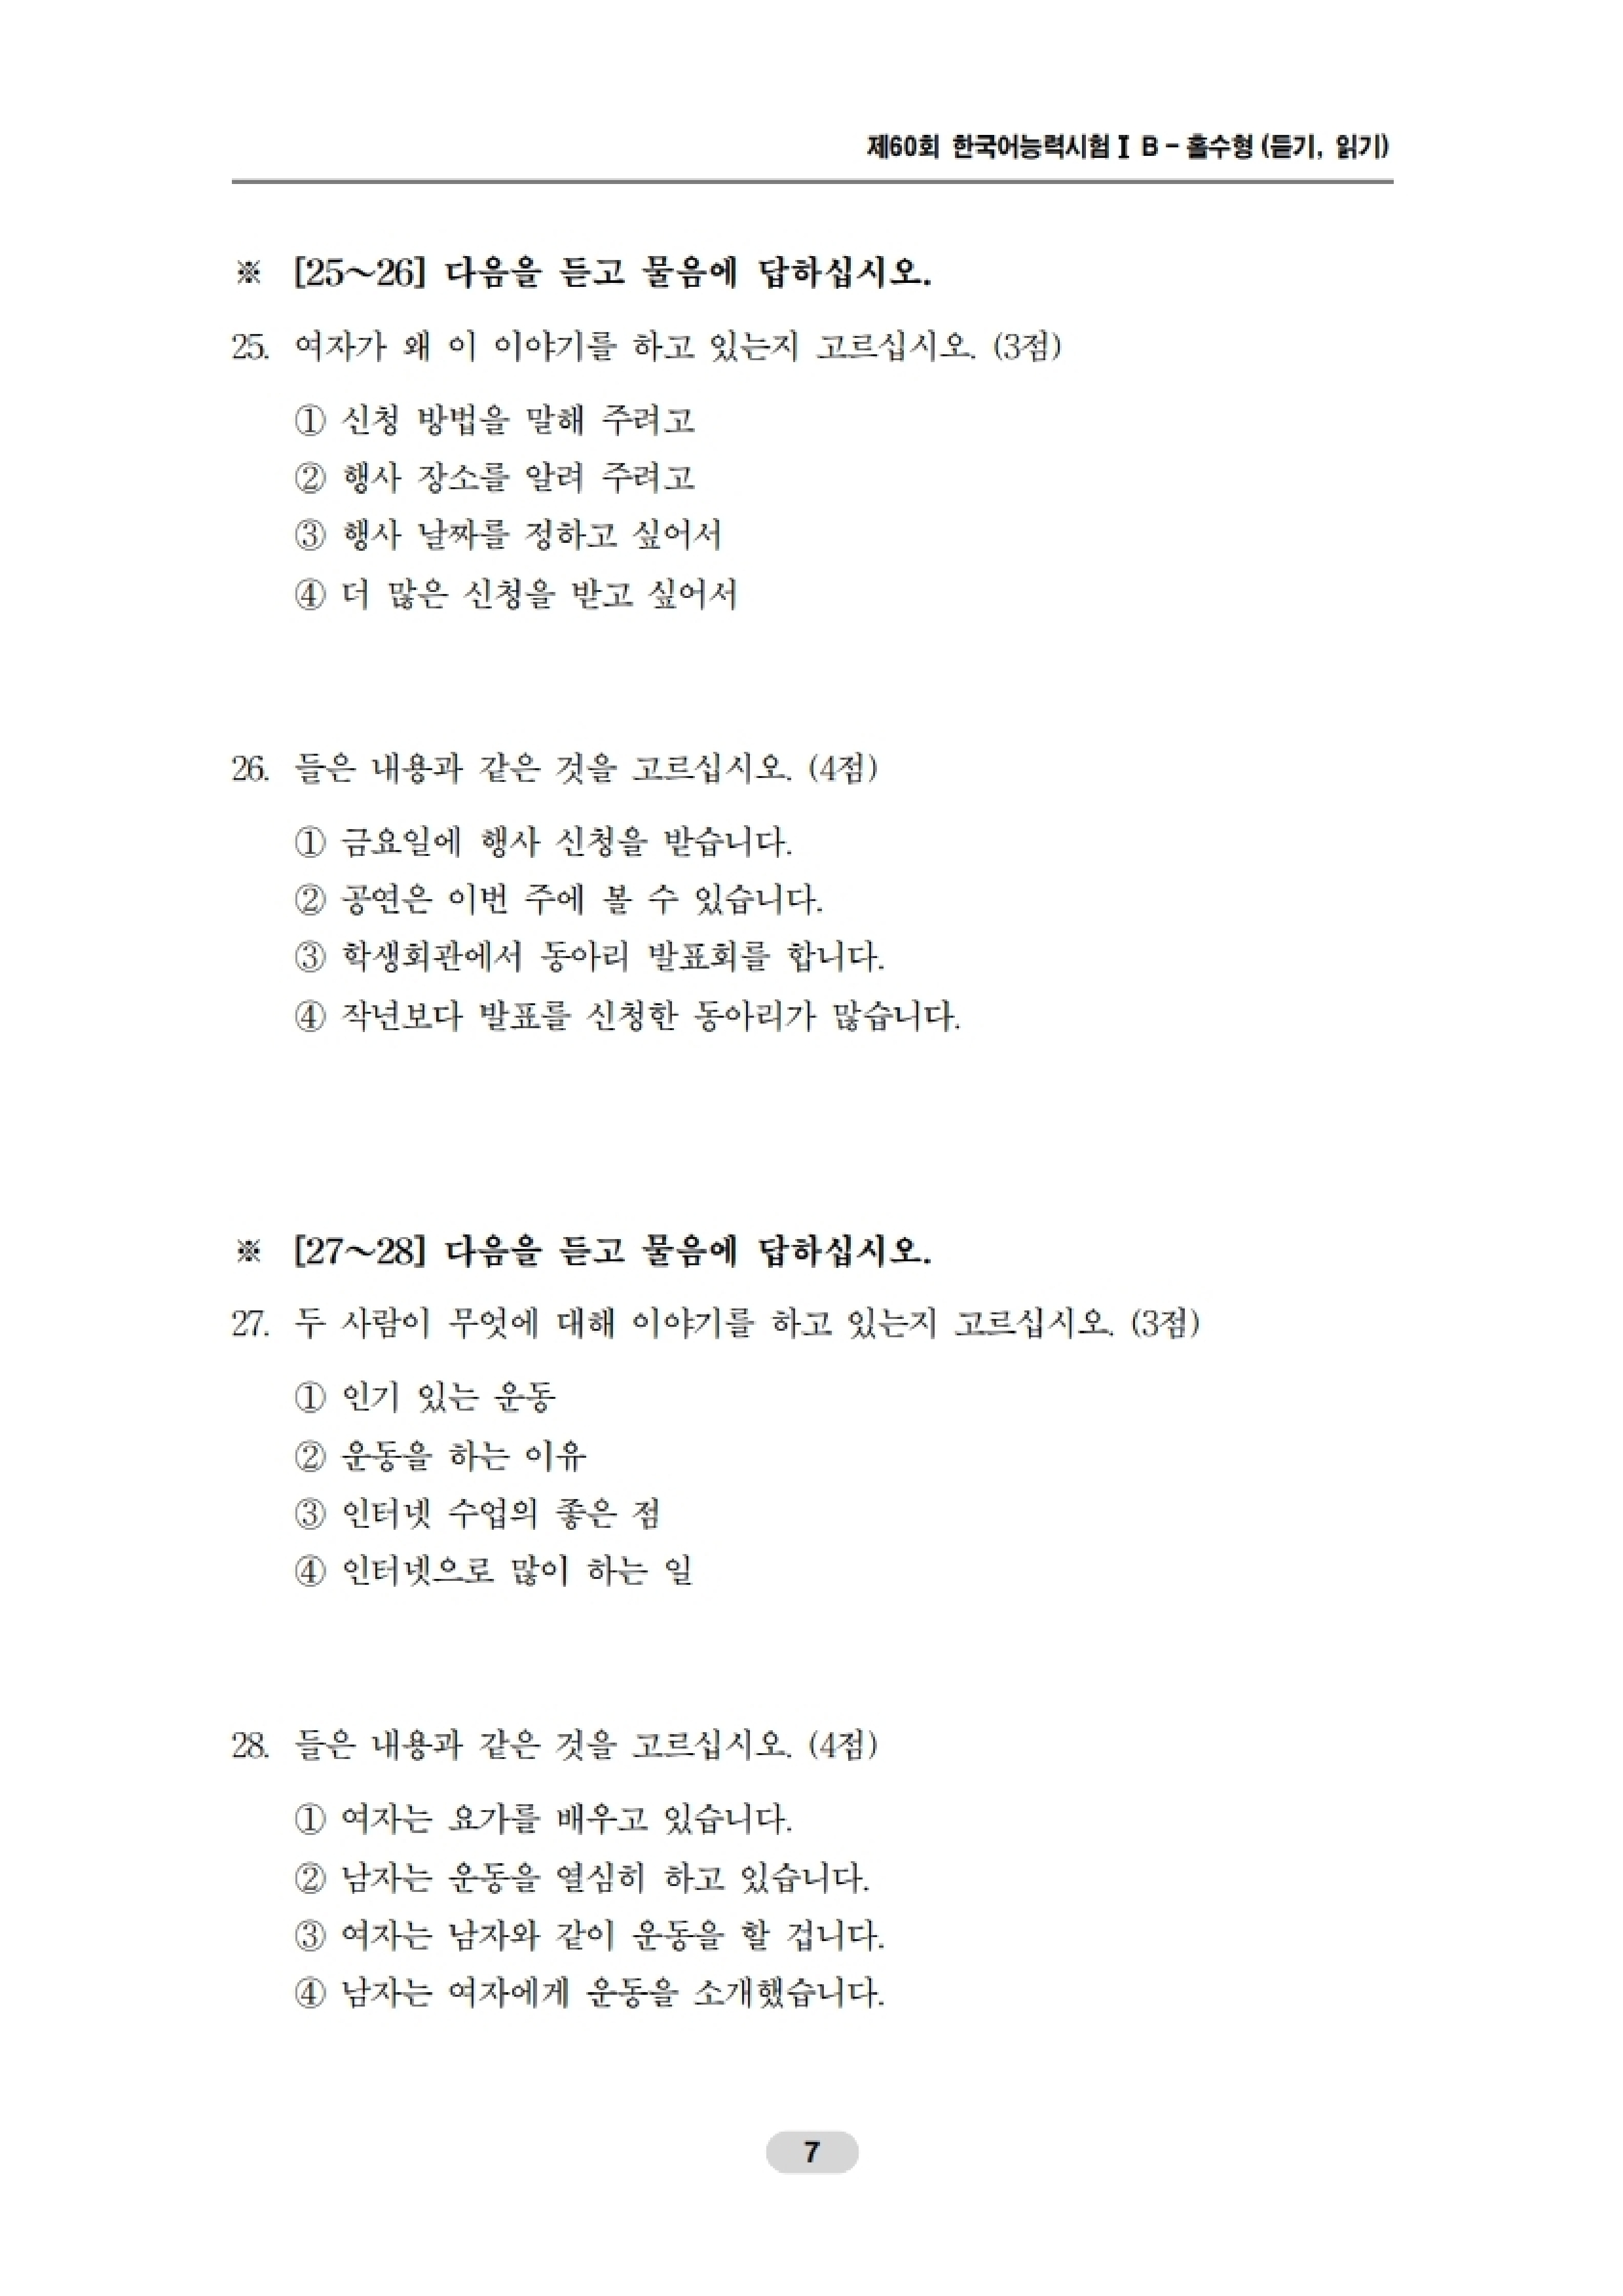 제60회 한국어능력시험 I B - 홀수형 (듣기, 읽기)
※ [25~26] 다음을 듣고 물음에 답하십시오.
25. 여자가 왜 이 이야기를 하고 있는지 고르십시오. (3점)
① 신청 방법을 말해 주려고
② 행사 장소를 알려 주려고
③ 행사 날짜를 정하고 싶어서
④ 더 많은 신청을 받고 싶어서
26. 들은 내용과 같은 것을 고르십시오. (4점)
① 금요일에 행사 신청을 받습니다.
② 공연은 이번 주에 볼 수 있습니다.
③ 학생회관에서 동아리 발표회를 합니다.
④ 작년보다 발표를 신청한 동아리가 많습니다.
※ [27~28] 다음을 듣고 물음에 답하십시오.
27. 두 사람이 무엇에 대해 이야기를 하고 있는지 고르십시오. (3점)
① 인기 있는 운동
② 운동을 하는 이유
③ 인터넷 수업의 좋은 점
④ 인터넷으로 많이 하는 일
28. 들은 내용과 같은 것을 고르십시오. (4점)
① 여자는 요가를 배우고 있습니다.
② 남자는 운동을 열심히 하고 있습니다.
③ 여자는 남자와 같이 운동을 할 겁니다.
④ 남자는 여자에게 운동을 소개했습니다.
7